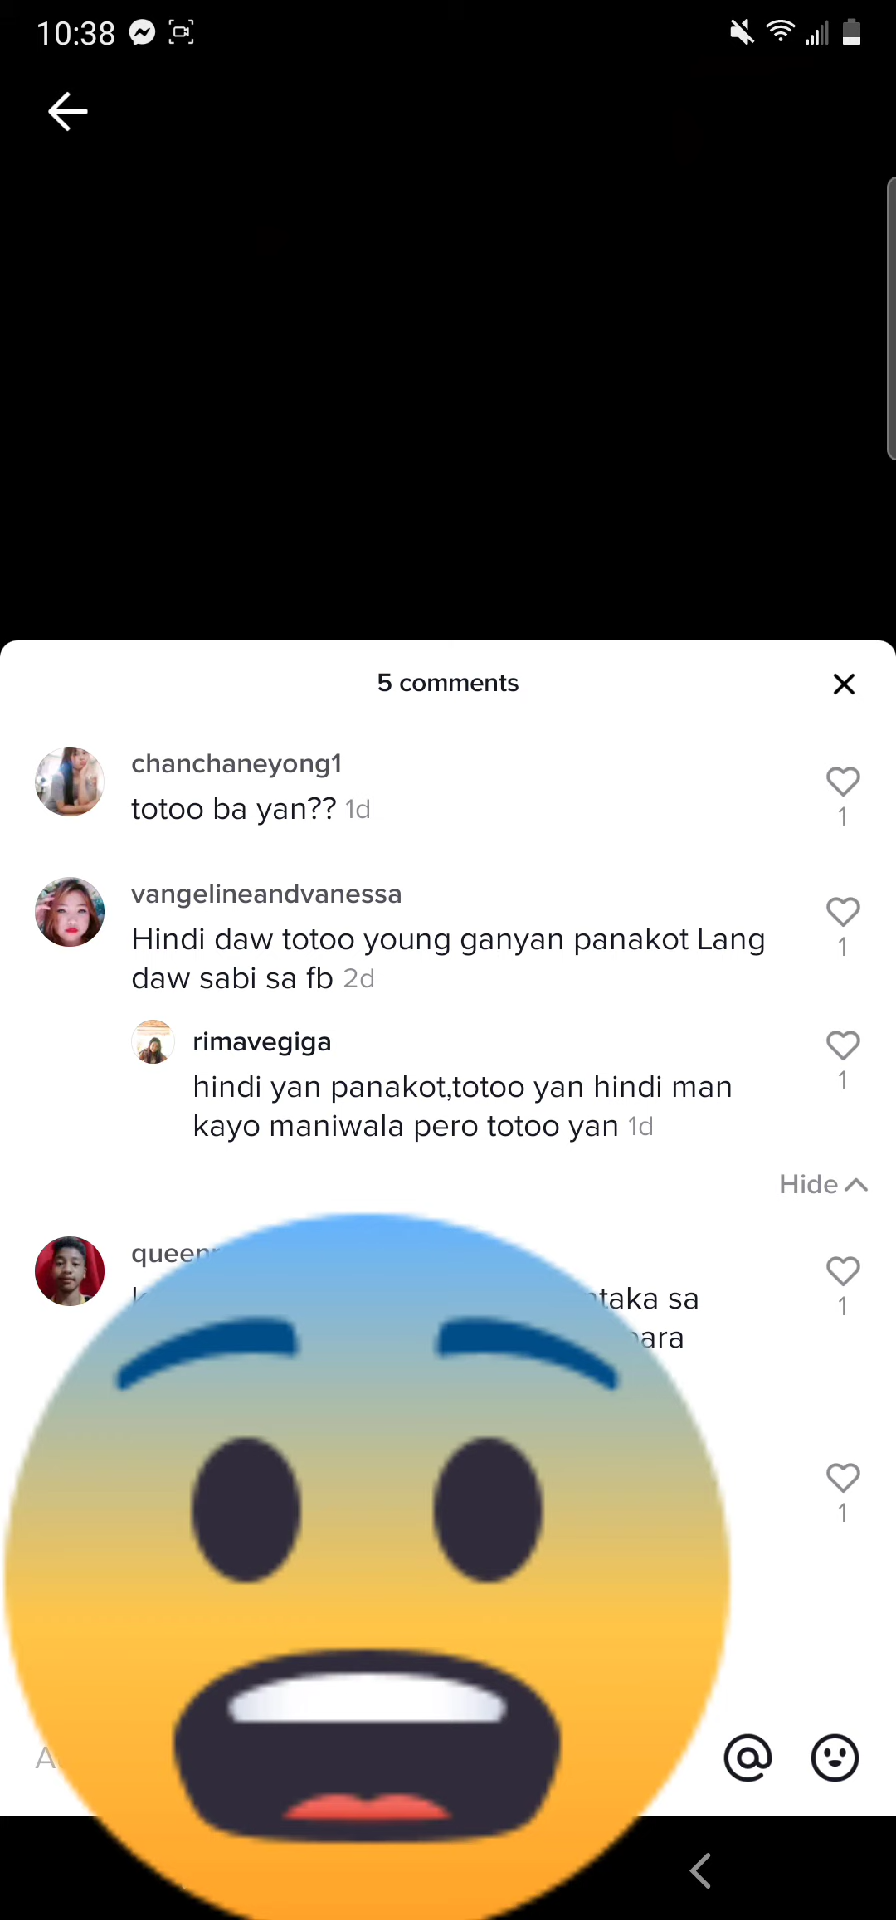 10:38
5 comments
chanchaneyong1
totoo ba yan?? 1d
1
vangelineandvanessa
Hindi daw totoo young ganyan panakot Lang
daw sabi sa fb 2d
1
rimavegiga
hindi yan panakot,totoo yan hindi man
kayo maniwala pero totoo yan 1d
1
Hide
sa
1
1